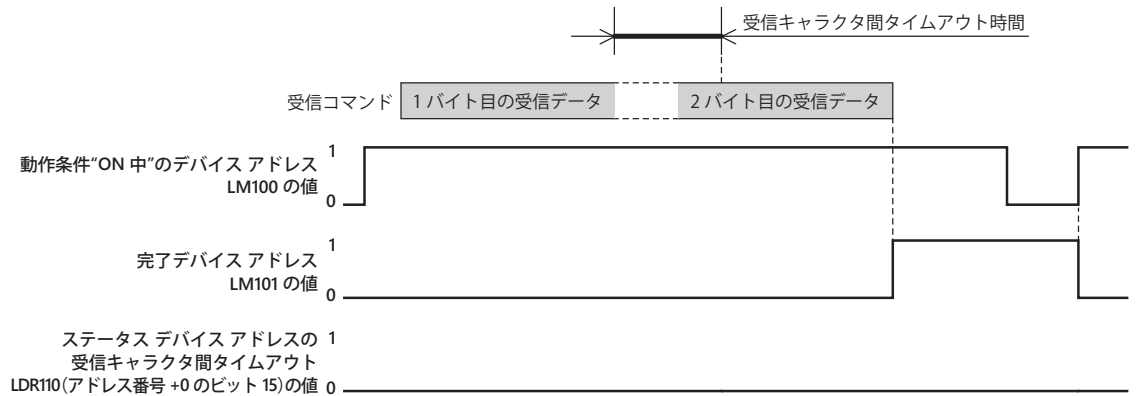 受信キャラクタ間タイムアウト時間
受信コマンド 1 バイト目の受信データ 2 バイト目の受信データ
動作条件“ON 中”のデバイス アドレス 1
LM100 の値
0
完了デバイス アドレス 1
LM101 の値
0
ステータス デバイス アドレスの 1
受信キャラクタ間タイムアウト
LDR110(アドレス番号 +0 のビット 15)の値 0